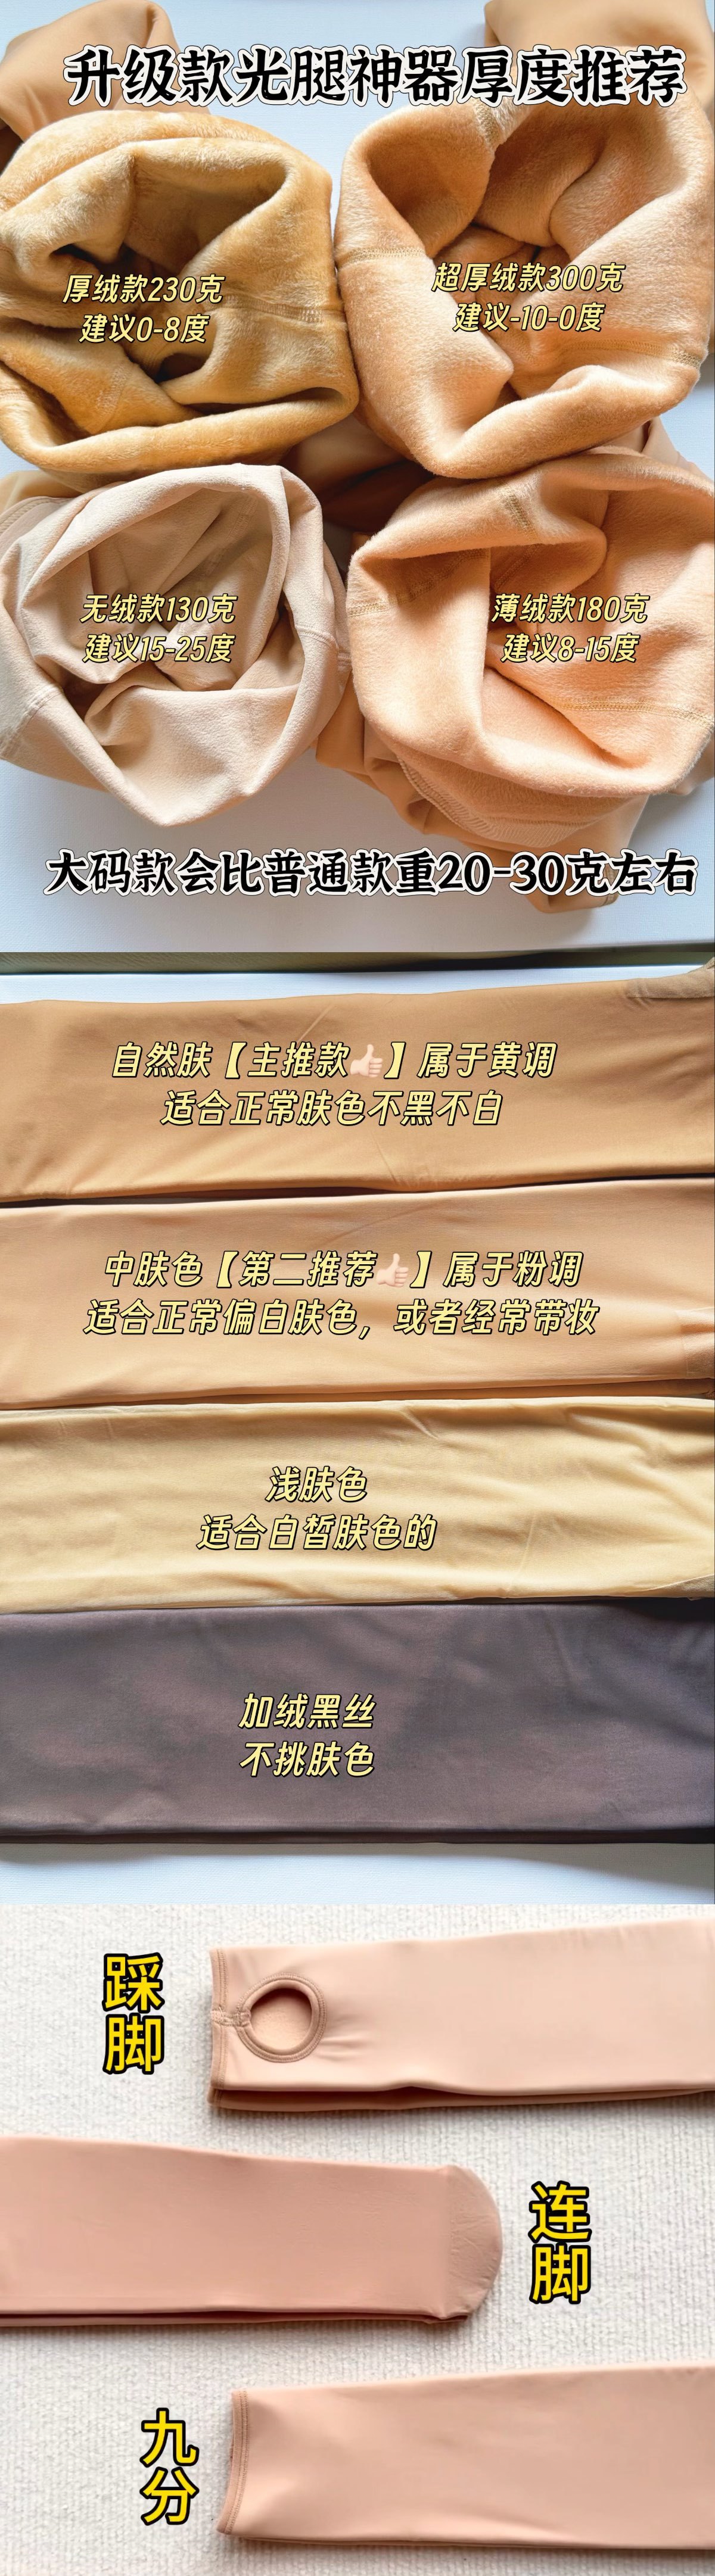 升级款光腿神器厚度推荐
厚绒款230克
建议0-8度
超厚绒款300克
建议-10-0度
无绒款130克
建议15-25度
薄绒款180克
建议8-15度
大码款会比普通款重20-30克左右
自然肤【主推款👍🏻】属于黄调
适合正常肤色不黑不白
中肤色【第二推荐👍🏻】属于粉调
适合正常偏白肤色，或者经常带妆
浅肤色
适合白皙肤色的
加绒黑丝
不挑肤色
踩脚
连脚
九分